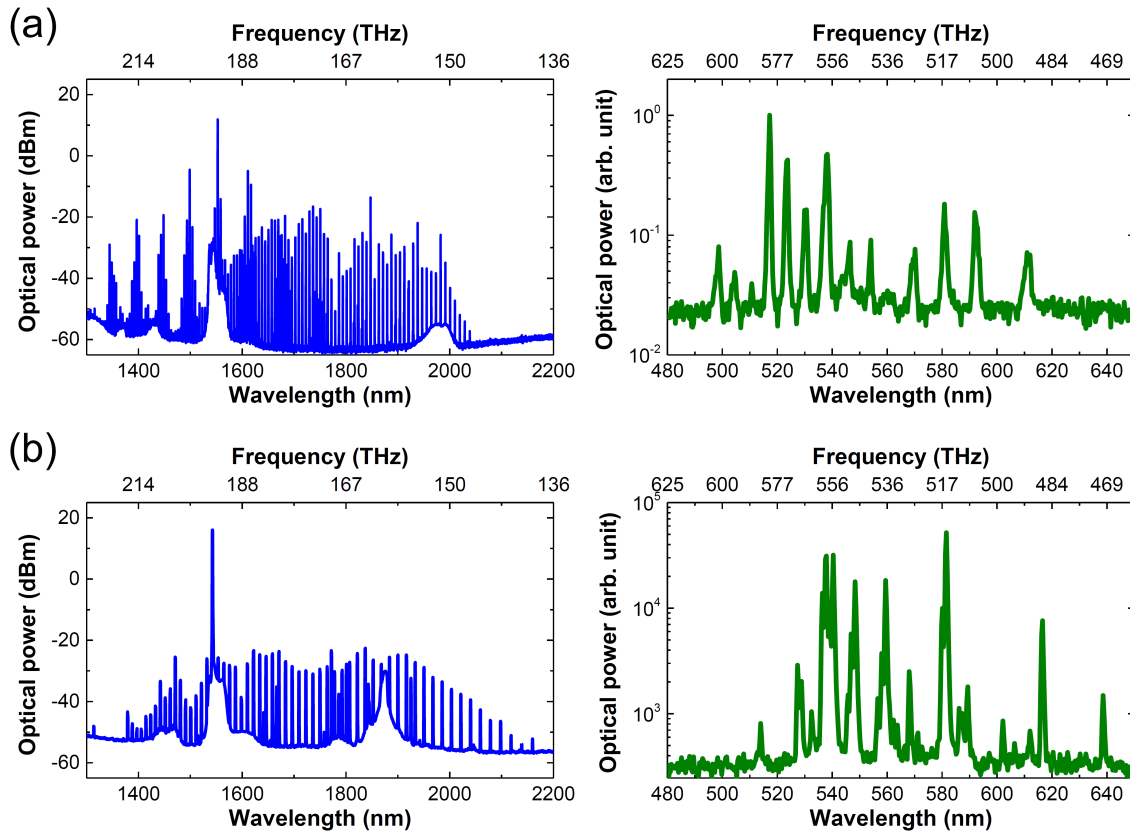 (a)
Frequency (THz)
214 188 167 150 136
Optical power (dBm)
20
0
-20
-40
-60
1400 1600 1800 2000 2200
Wavelength (nm)
Frequency (THz)
625 600 577 556 536 517 500 484 469
Optical power (arb. unit)
10^0
10^-1
10^-2
480 500 520 540 560 580 600 620 640
Wavelength (nm)
(b)
Frequency (THz)
214 188 167 150 136
Optical power (dBm)
20
0
-20
-40
-60
1400 1600 1800 2000 2200
Wavelength (nm)
Frequency (THz)
625 600 577 556 536 517 500 484 469
Optical power (arb. unit)
10^5
10^4
10^3
480 500 520 540 560 580 600 620 640
Wavelength (nm)